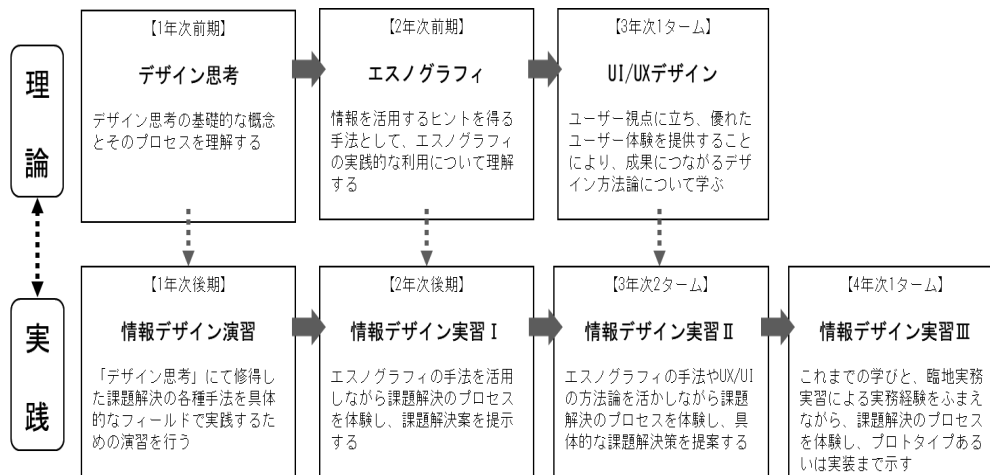 理論
【1年次前期】
デザイン思考
デザイン思考の基礎的な概念
とそのプロセスを理解する
【2年次前期】
エスノグラフィ
情報を活用するヒントを得る
手法として、エスノグラフィ
の実践的な利用について理解
する
【3年次1ターム】
UI/UXデザイン
ユーザー視点に立ち、優れた
ユーザー体験を提供すること
により、成果につながるデザ
イン方法論について学ぶ
実践
【1年次後期】
情報デザイン演習
「デザイン思考」にて修得し
た課題解決の各種手法を具体
的なフィールドで実践するた
めの演習を行う
【2年次後期】
情報デザイン実習Ⅰ
エスノグラフィの手法を活用
しながら課題解決のプロセス
を体験し、課題解決案を提示
する
【3年次2ターム】
情報デザイン実習Ⅱ
エスノグラフィの手法やUX/UI
の方法論を活かしながら課題
解決のプロセスを体験し、具
体的な課題解決策を提案する
【4年次1ターム】
情報デザイン実習Ⅲ
これまでの学びと、臨地実務
実習による実務経験をふまえ
ながら、課題解決のプロセス
を体験し、プロトタイプある
いは実装まで示す